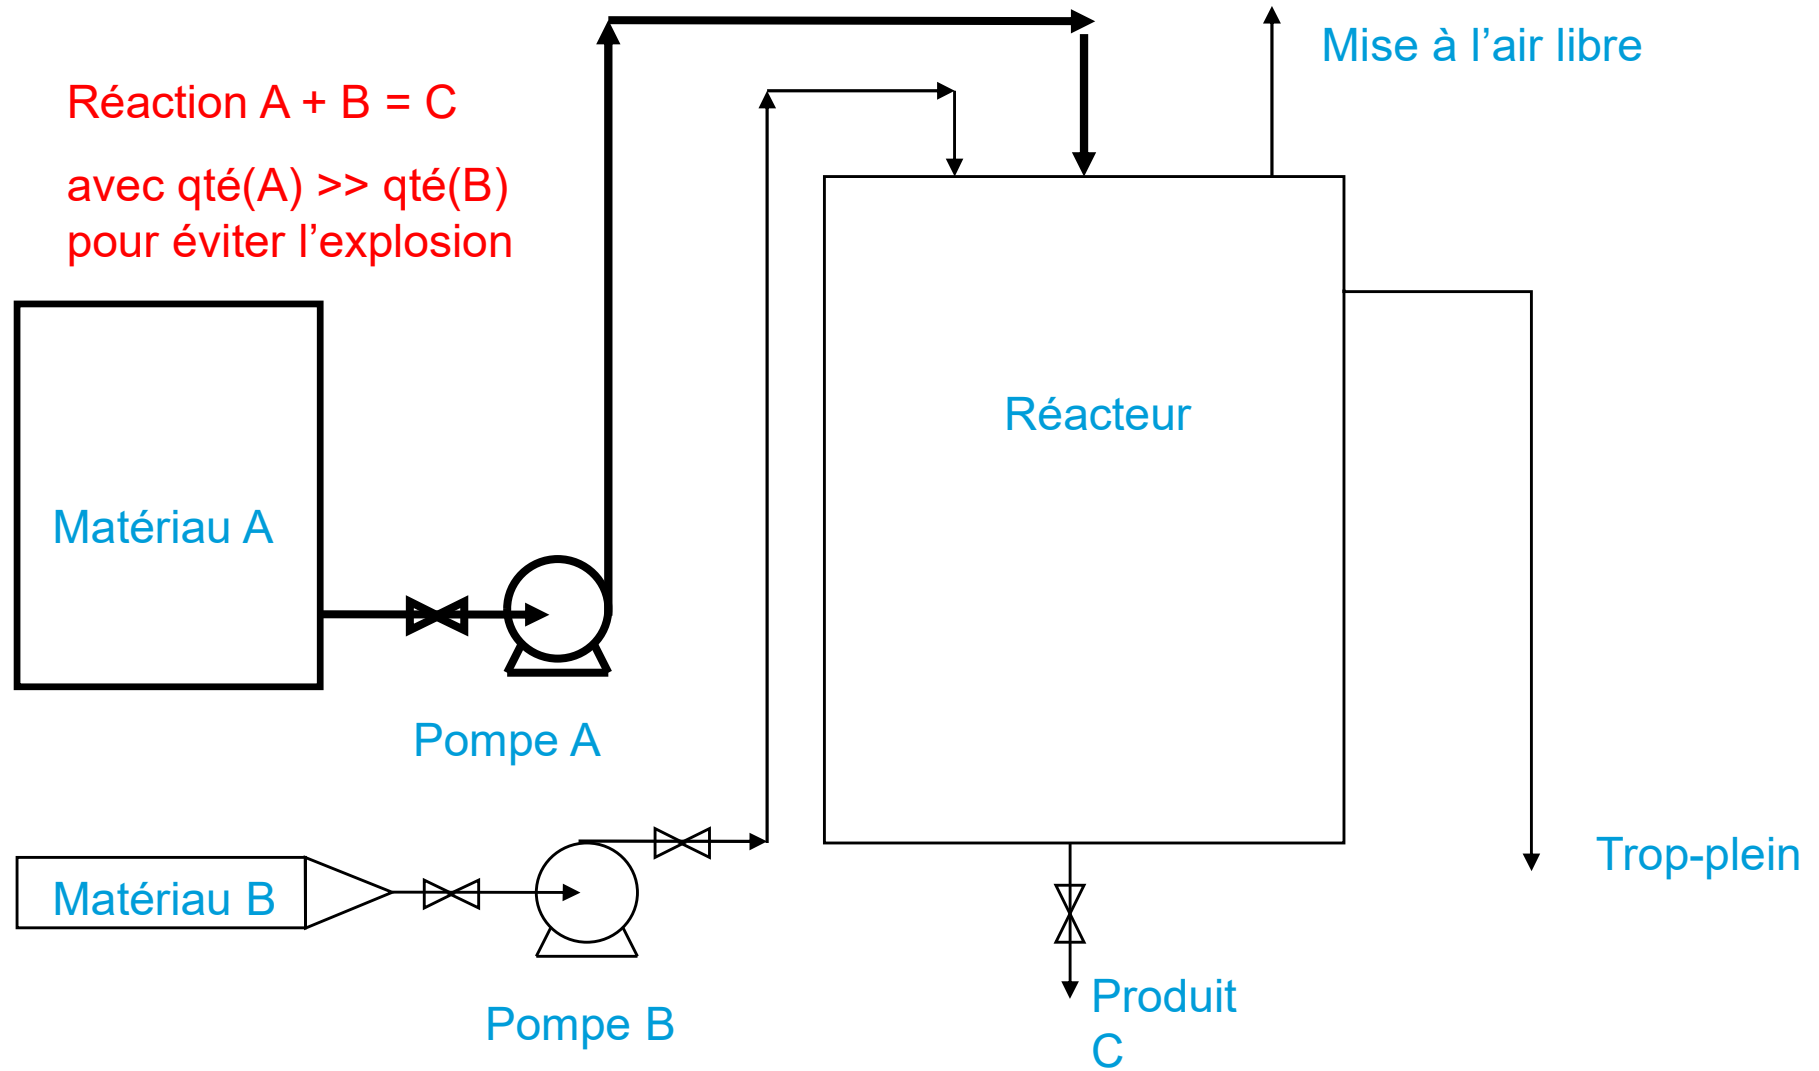 Mise à l’air libre
Réaction A + B = C
avec qté(A) >> qté(B)
pour éviter l’explosion
Réacteur
Matériau A
Pompe A
Trop-plein
Matériau B
Produit
C
Pompe B